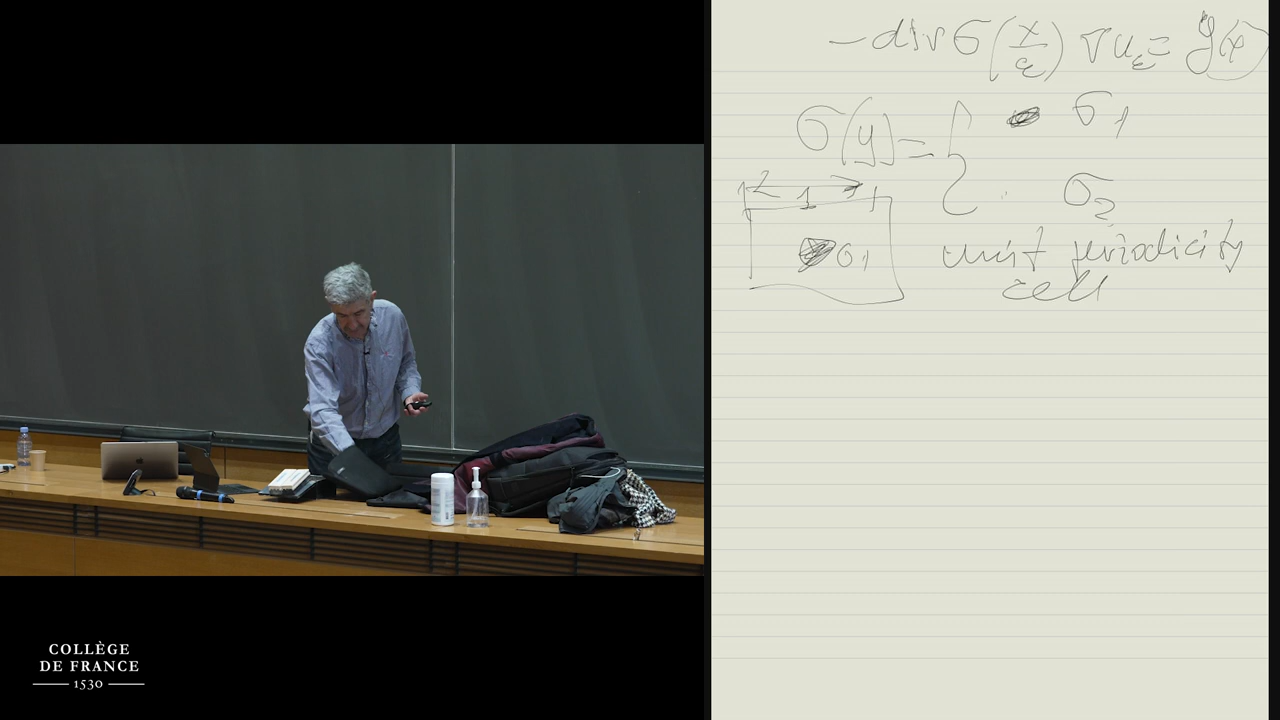 -div σ(x/ε) ∇u_ε = g(x)
σ(y) = { σ1
σ2
1
σ1
unit periodicity
cell
COLLÈGE
DE FRANCE
1530